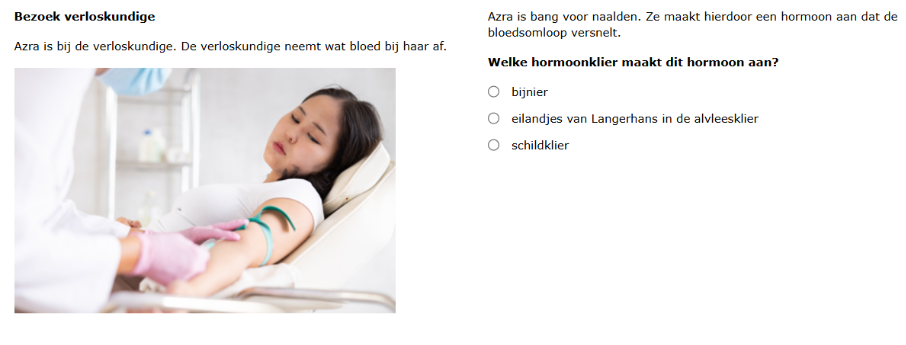 Bezoek verloskundige
Azra is bij de verloskundige. De verloskundige neemt wat bloed bij haar af.
Azra is bang voor naalden. Ze maakt hierdoor een hormoon aan dat de
bloedsomloop versnelt.
Welke hormoonklier maakt dit hormoon aan?
bijnier
eilandjes van Langerhans in de alvleesklier
schildklier